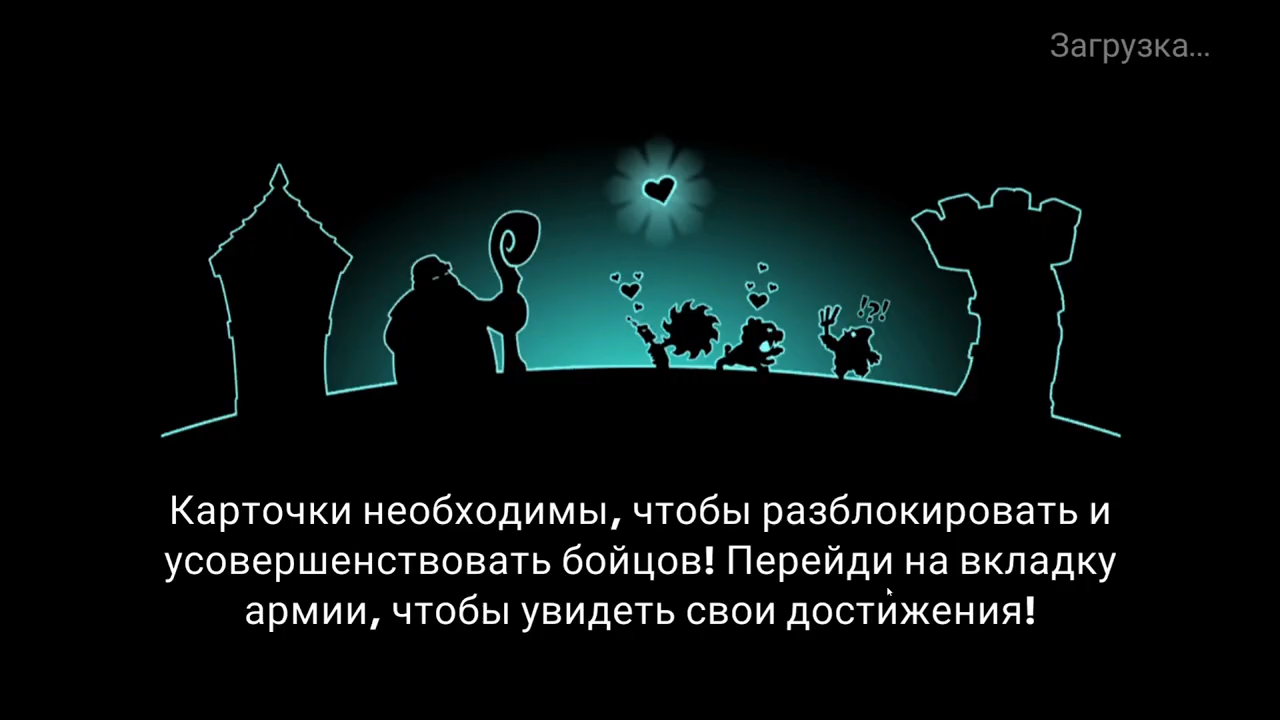 Загрузка...
!?!
Карточки необходимы, чтобы разблокировать и
усовершенствовать бойцов! Перейди на вкладку
армии, чтобы увидеть свои достижения!